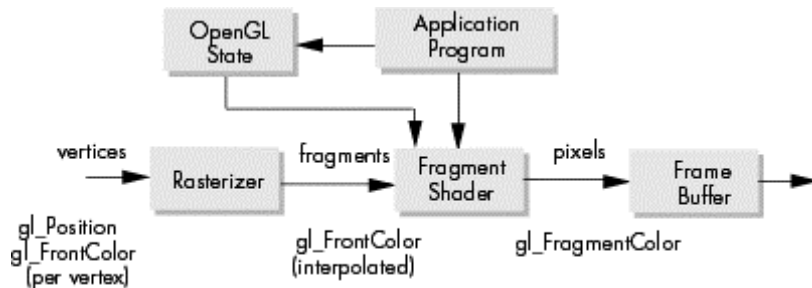 OpenGL
State
Application
Program
vertices
Rasterizer
fragments
Fragment
Shader
pixels
Frame
Buffer
gl_Position
gl_FrontColor
(per vertex)
gl_FrontColor
(interpolated)
gl_FragmentColor